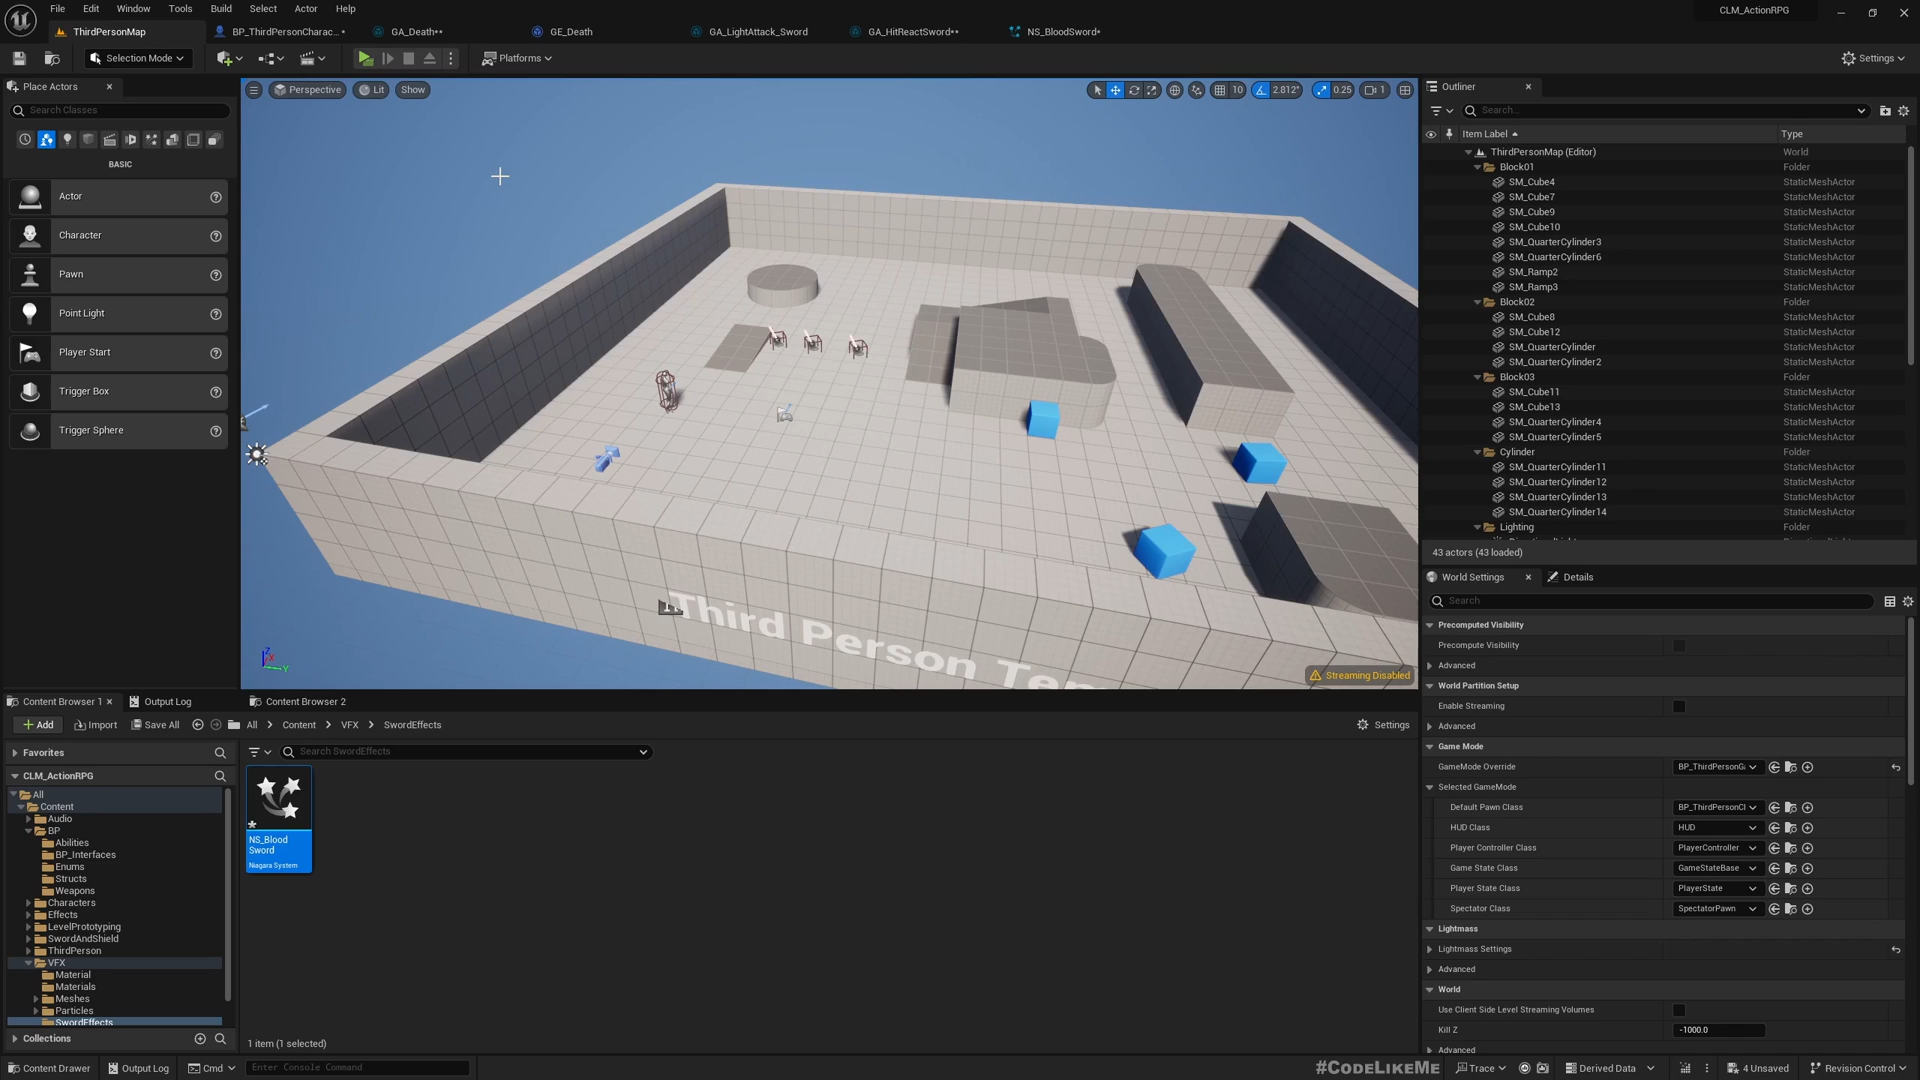 File Edit Window Tools Build Select Actor Help
CLM_ActionRPG
ThirdPersonMap
BP_ThirdPersonCharac...*
GA_Death**
GE_Death
GA_LightAttack_Sword
GA_HitReactSword**
NS_BloodSword*
Selection Mode
Platforms
Settings
Place Actors
Search Classes
BASIC
Actor
Character
Pawn
Point Light
Player Start
Trigger Box
Trigger Sphere
Perspective
Lit
Show
10
2.812°
0.25
1
Third Person Tem
Streaming Disabled
Z
Y
Outliner
Search...
Item Label
Type
ThirdPersonMap (Editor) World
Block01 Folder
SM_Cube4 StaticMeshActor
SM_Cube7 StaticMeshActor
SM_Cube9 StaticMeshActor
SM_Cube10 StaticMeshActor
SM_QuarterCylinder3 StaticMeshActor
SM_QuarterCylinder6 StaticMeshActor
SM_Ramp2 StaticMeshActor
SM_Ramp3 StaticMeshActor
Block02 Folder
SM_Cube8 StaticMeshActor
SM_Cube12 StaticMeshActor
SM_QuarterCylinder StaticMeshActor
SM_QuarterCylinder2 StaticMeshActor
Block03 Folder
SM_Cube11 StaticMeshActor
SM_Cube13 StaticMeshActor
SM_QuarterCylinder4 StaticMeshActor
SM_QuarterCylinder5 StaticMeshActor
Cylinder Folder
SM_QuarterCylinder11 StaticMeshActor
SM_QuarterCylinder12 StaticMeshActor
SM_QuarterCylinder13 StaticMeshActor
SM_QuarterCylinder14 StaticMeshActor
Lighting Folder
43 actors (43 loaded)
World Settings
Details
Search
Precomputed Visibility
Precompute Visibility
Advanced
World Partition Setup
Enable Streaming
Advanced
Game Mode
GameMode Override BP_ThirdPersonGa
Selected GameMode
Default Pawn Class BP_ThirdPersonCl
HUD Class HUD
Player Controller Class PlayerController
Game State Class GameStateBase
Player State Class PlayerState
Spectator Class SpectatorPawn
Lightmass
Lightmass Settings
Advanced
World
Use Client Side Level Streaming Volumes
Kill Z -1000.0
Advanced
Content Browser 1
Output Log
Content Browser 2
Add
Import
Save All
All > Content > VFX > SwordEffects
Settings
Favorites
Search SwordEffects
CLM_ActionRPG
All
Content
Audio
BP
Abilities
BP_Interfaces
Enums
Structs
Weapons
Characters
Effects
LevelPrototyping
SwordAndShield
ThirdPerson
VFX
Material
Materials
Meshes
Particles
SwordEffects
NS_Blood
Sword
Niagara System
Collections
1 item (1 selected)
Content Drawer
Output Log
Cmd
Enter Console Command
#CodeLikeMe
Trace
Derived Data
4 Unsaved
Revision Control